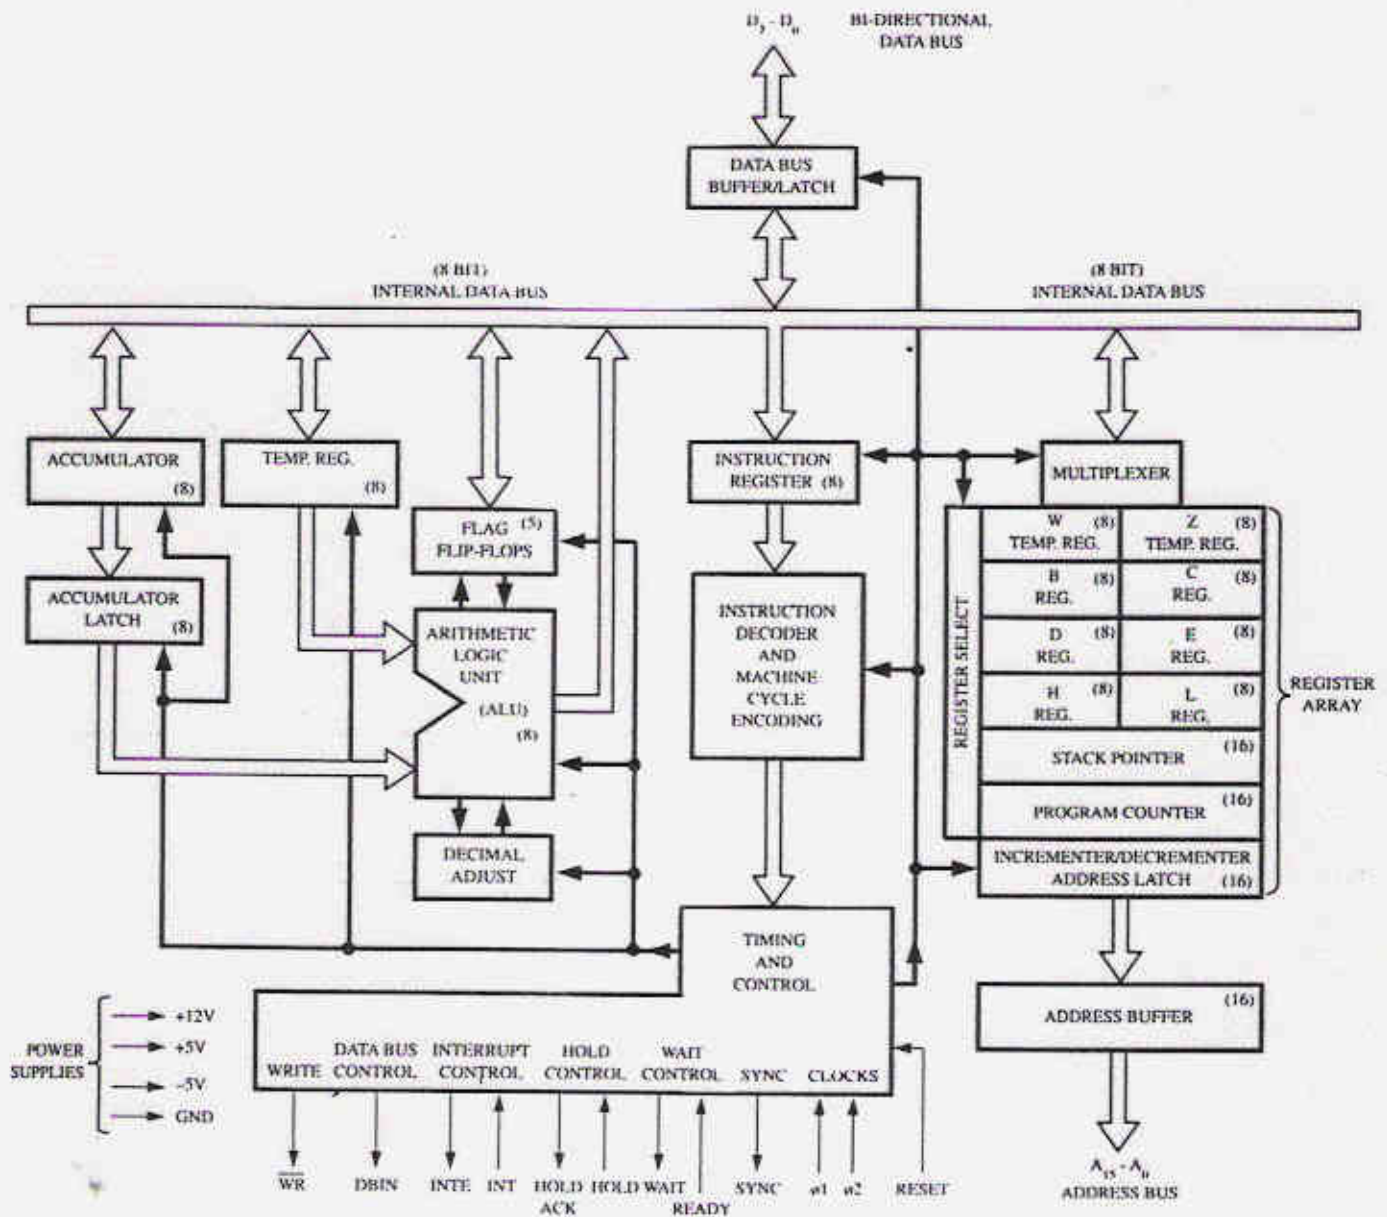 D₇ - D₀
BI-DIRECTIONAL
DATA BUS
DATA BUS
BUFFER/LATCH
(8 BIT)
INTERNAL DATA BUS
(8 BIT)
INTERNAL DATA BUS
ACCUMULATOR
(8)
TEMP. REG.
(8)
FLAG (5)
FLIP-FLOPS
INSTRUCTION
REGISTER (8)
MULTIPLEXER
ACCUMULATOR
LATCH
(8)
ARITHMETIC
LOGIC
UNIT
(ALU)
(8)
DECIMAL
ADJUST
INSTRUCTION
DECODER
AND
MACHINE
CYCLE
ENCODING
REGISTER SELECT
W (8)
TEMP. REG.
Z (8)
TEMP. REG.
B (8)
REG.
C (8)
REG.
D (8)
REG.
E (8)
REG.
H (8)
REG.
L (8)
REG.
STACK POINTER (16)
PROGRAM COUNTER (16)
INCREMENTER/DECREMENTER
ADDRESS LATCH (16)
REGISTER
ARRAY
TIMING
AND
CONTROL
ADDRESS BUFFER (16)
POWER
SUPPLIES
+12V
+5V
-5V
GND
WRITE
DATA BUS
CONTROL
INTERRUPT
CONTROL
HOLD
CONTROL
WAIT
CONTROL
SYNC
CLOCKS
W̅R̅
DBIN
INTE
INT
HOLD
ACK
HOLD
WAIT
READY
SYNC
ø1
ø2
RESET
A₁₅ - A₀
ADDRESS BUS